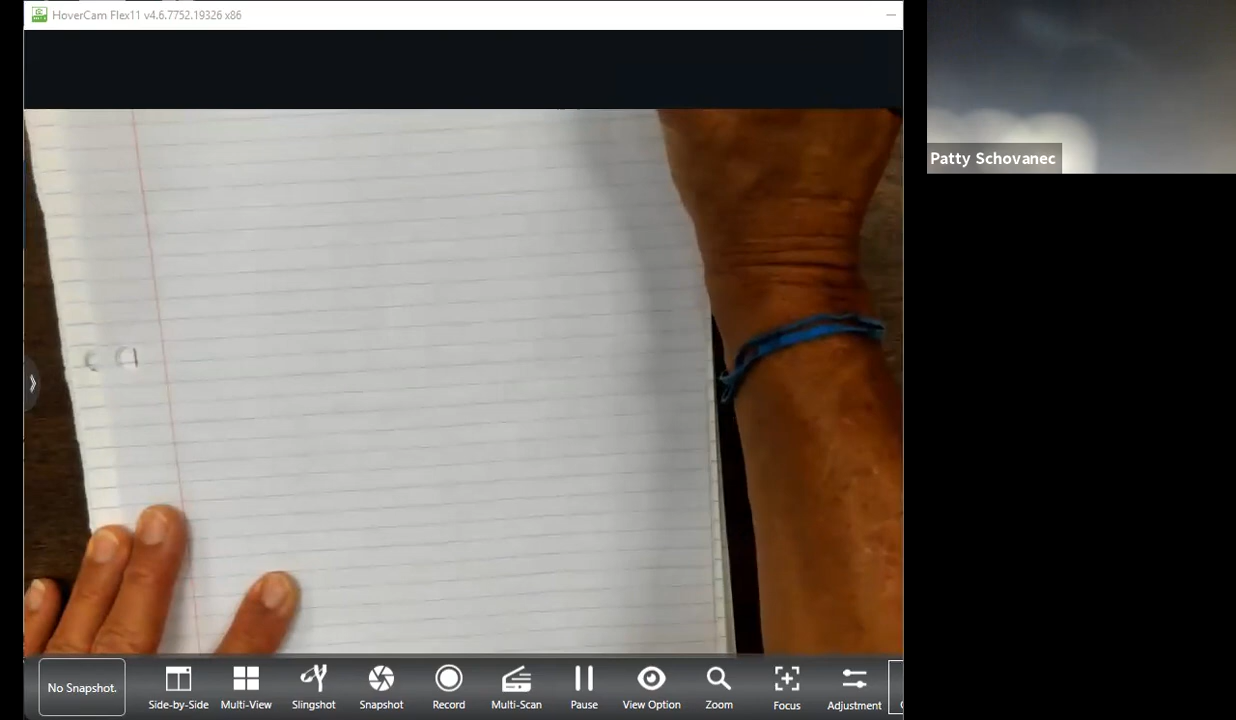 HoverCam Flex11 v4.6.7752.19326 x86
Patty Schovanec
No Snapshot.
Side-by-Side
Multi-View
Slingshot
Snapshot
Record
Multi-Scan
Pause
View Option
Zoom
Focus
Adjustment